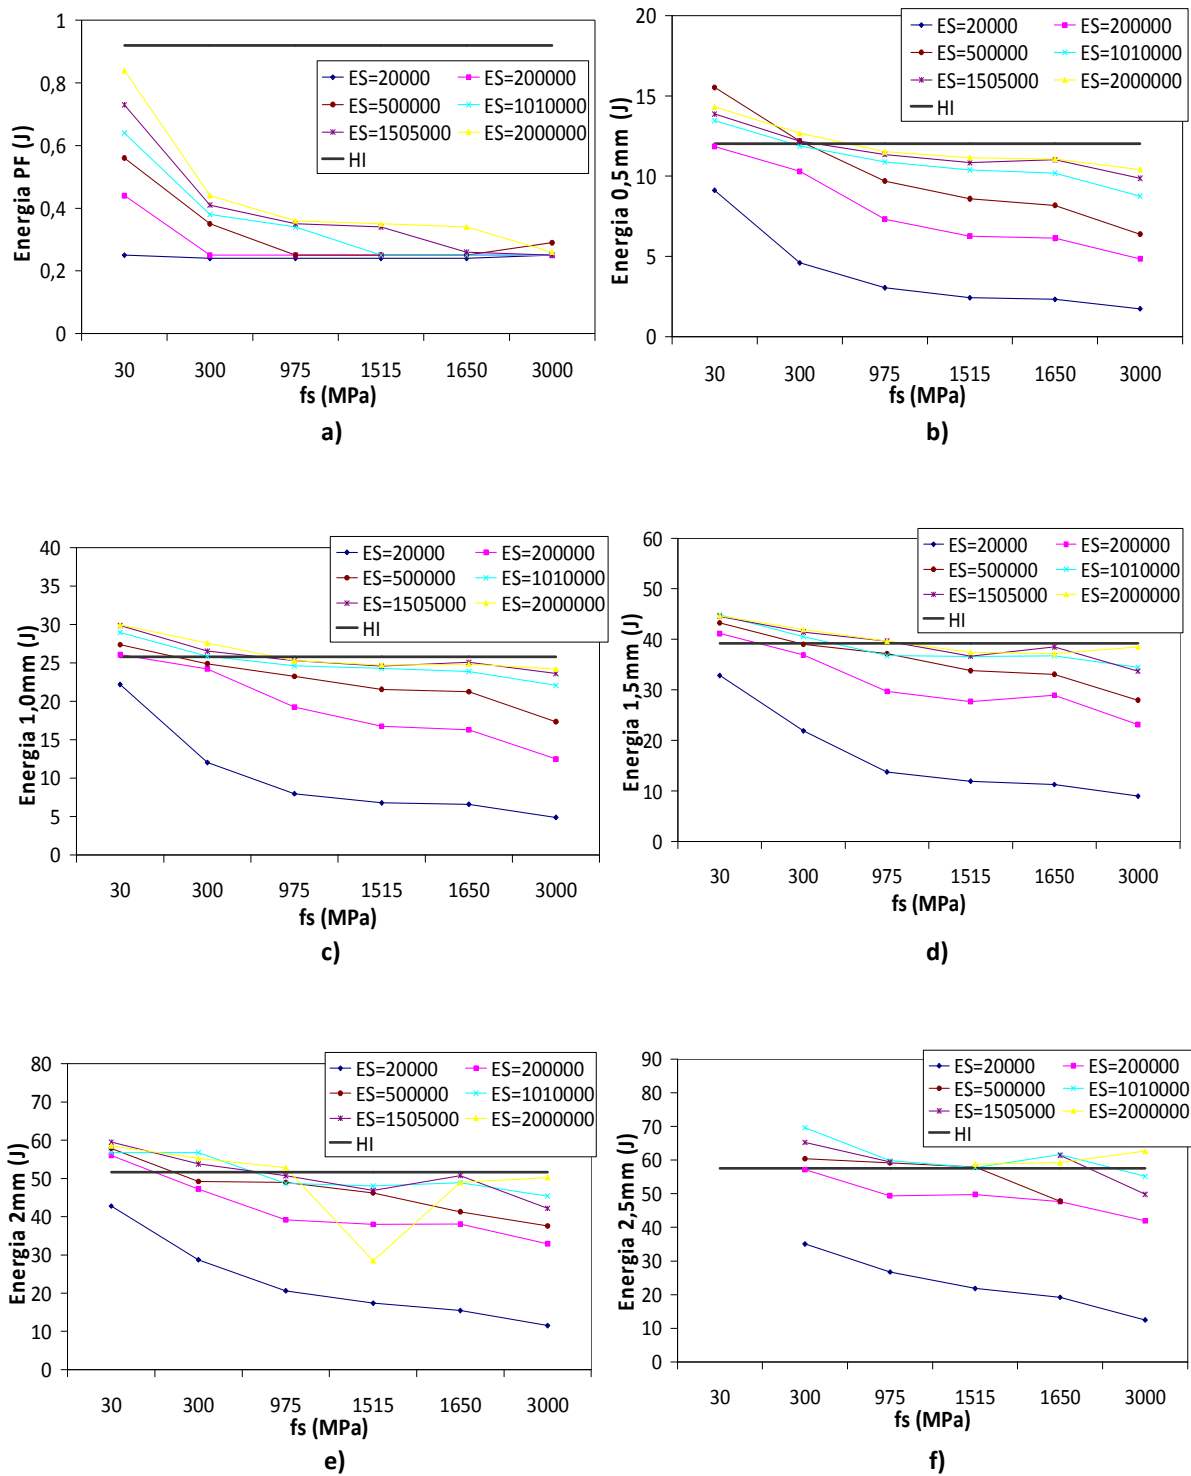 1
0,8
0,6
0,4
0,2
0
Energia PF (J)
ES=20000 ES=200000
ES=500000 ES=1010000
ES=1505000 ES=2000000
HI
30 300 975 1515 1650 3000
fs (MPa)
a)
20
15
10
5
0
Energia 0,5mm (J)
ES=20000 ES=200000
ES=500000 ES=1010000
ES=1505000 ES=2000000
HI
30 300 975 1515 1650 3000
fs (MPa)
b)
40
35
30
25
20
15
10
5
0
Energia 1,0mm (J)
ES=20000 ES=200000
ES=500000 ES=1010000
ES=1505000 ES=2000000
HI
30 300 975 1515 1650 3000
fs (MPa)
c)
60
50
40
30
20
10
0
Energia 1,5mm (J)
ES=20000 ES=200000
ES=500000 ES=1010000
ES=1505000 ES=2000000
HI
30 300 975 1515 1650 3000
fs (MPa)
d)
80
70
60
50
40
30
20
10
0
Energia 2mm (J)
ES=20000 ES=200000
ES=500000 ES=1010000
ES=1505000 ES=2000000
HI
30 300 975 1515 1650 3000
fs (MPa)
e)
90
80
70
60
50
40
30
20
10
0
Energia 2,5mm (J)
ES=20000 ES=200000
ES=500000 ES=1010000
ES=1505000 ES=2000000
HI
30 300 975 1515 1650 3000
fs (MPa)
f)